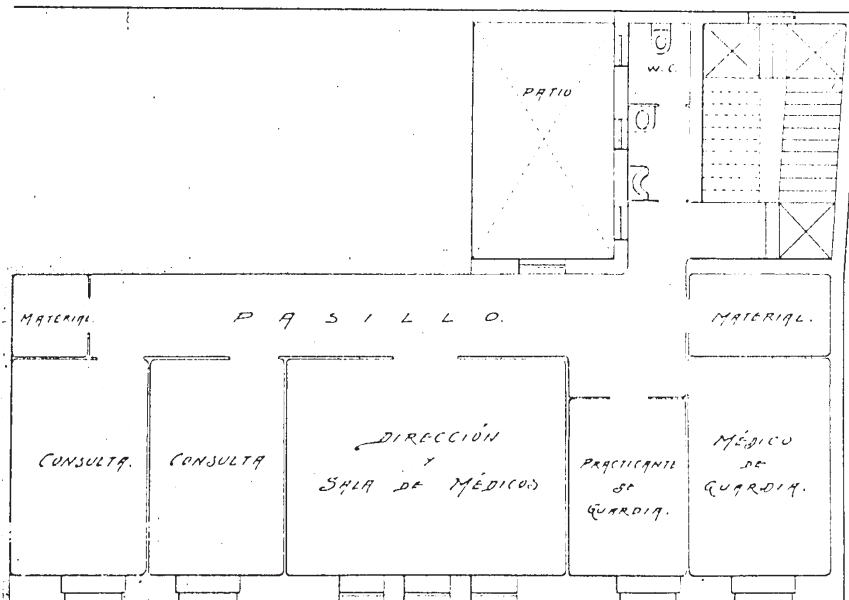 W.C.
PATIO
MATERIAL.
PASILLO.
MATERIAL.
CONSULTA.
CONSULTA
DIRECCIÓN
Y
SALA DE MÉDICOS
PRACTICANTE
DE
GUARDIA.
MÉDICO
DE
GUARDIA.